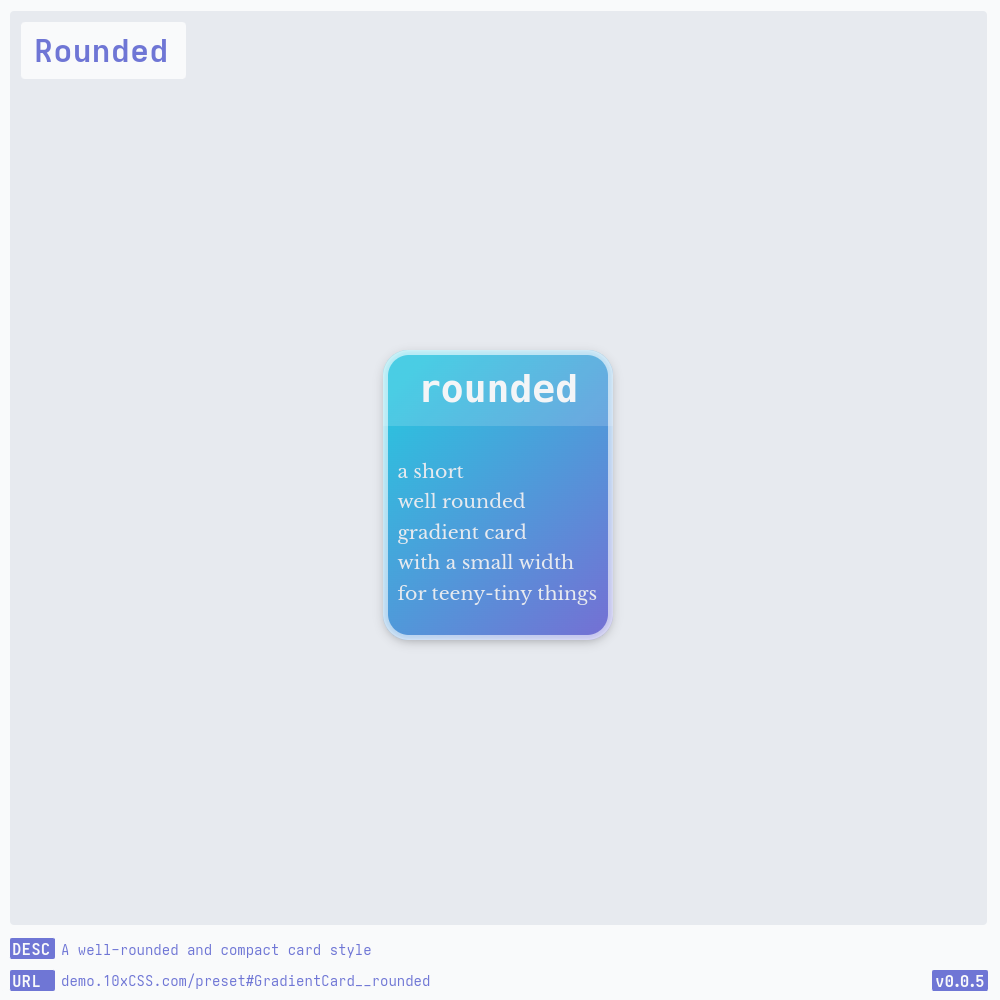 Rounded
rounded
a short
well rounded
gradient card
with a small width
for teeny-tiny things
DESC A well-rounded and compact card style
URL demo.10xCSS.com/preset#GradientCard__rounded
v0.0.5